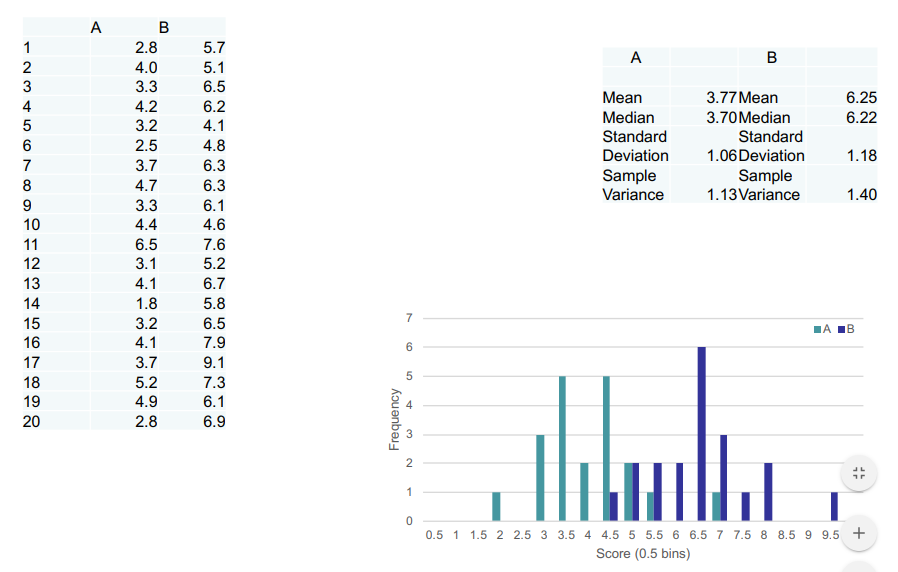 A B
1 2.8 5.7
2 4.0 5.1
3 3.3 6.5
4 4.2 6.2
5 3.2 4.1
6 2.5 4.8
7 3.7 6.3
8 4.7 6.3
9 3.3 6.1
10 4.4 4.6
11 6.5 7.6
12 3.1 5.2
13 4.1 6.7
14 1.8 5.8
15 3.2 6.5
16 4.1 7.9
17 3.7 9.1
18 5.2 7.3
19 4.9 6.1
20 2.8 6.9
A B
Mean 3.77 Mean 6.25
Median 3.70 Median 6.22
Standard Standard
Deviation 1.06 Deviation 1.18
Sample Sample
Variance 1.13 Variance 1.40
7
A B
6
5
4
3
2
1
0
Frequency
0.5 1 1.5 2 2.5 3 3.5 4 4.5 5 5.5 6 6.5 7 7.5 8 8.5 9 9.5
Score (0.5 bins)